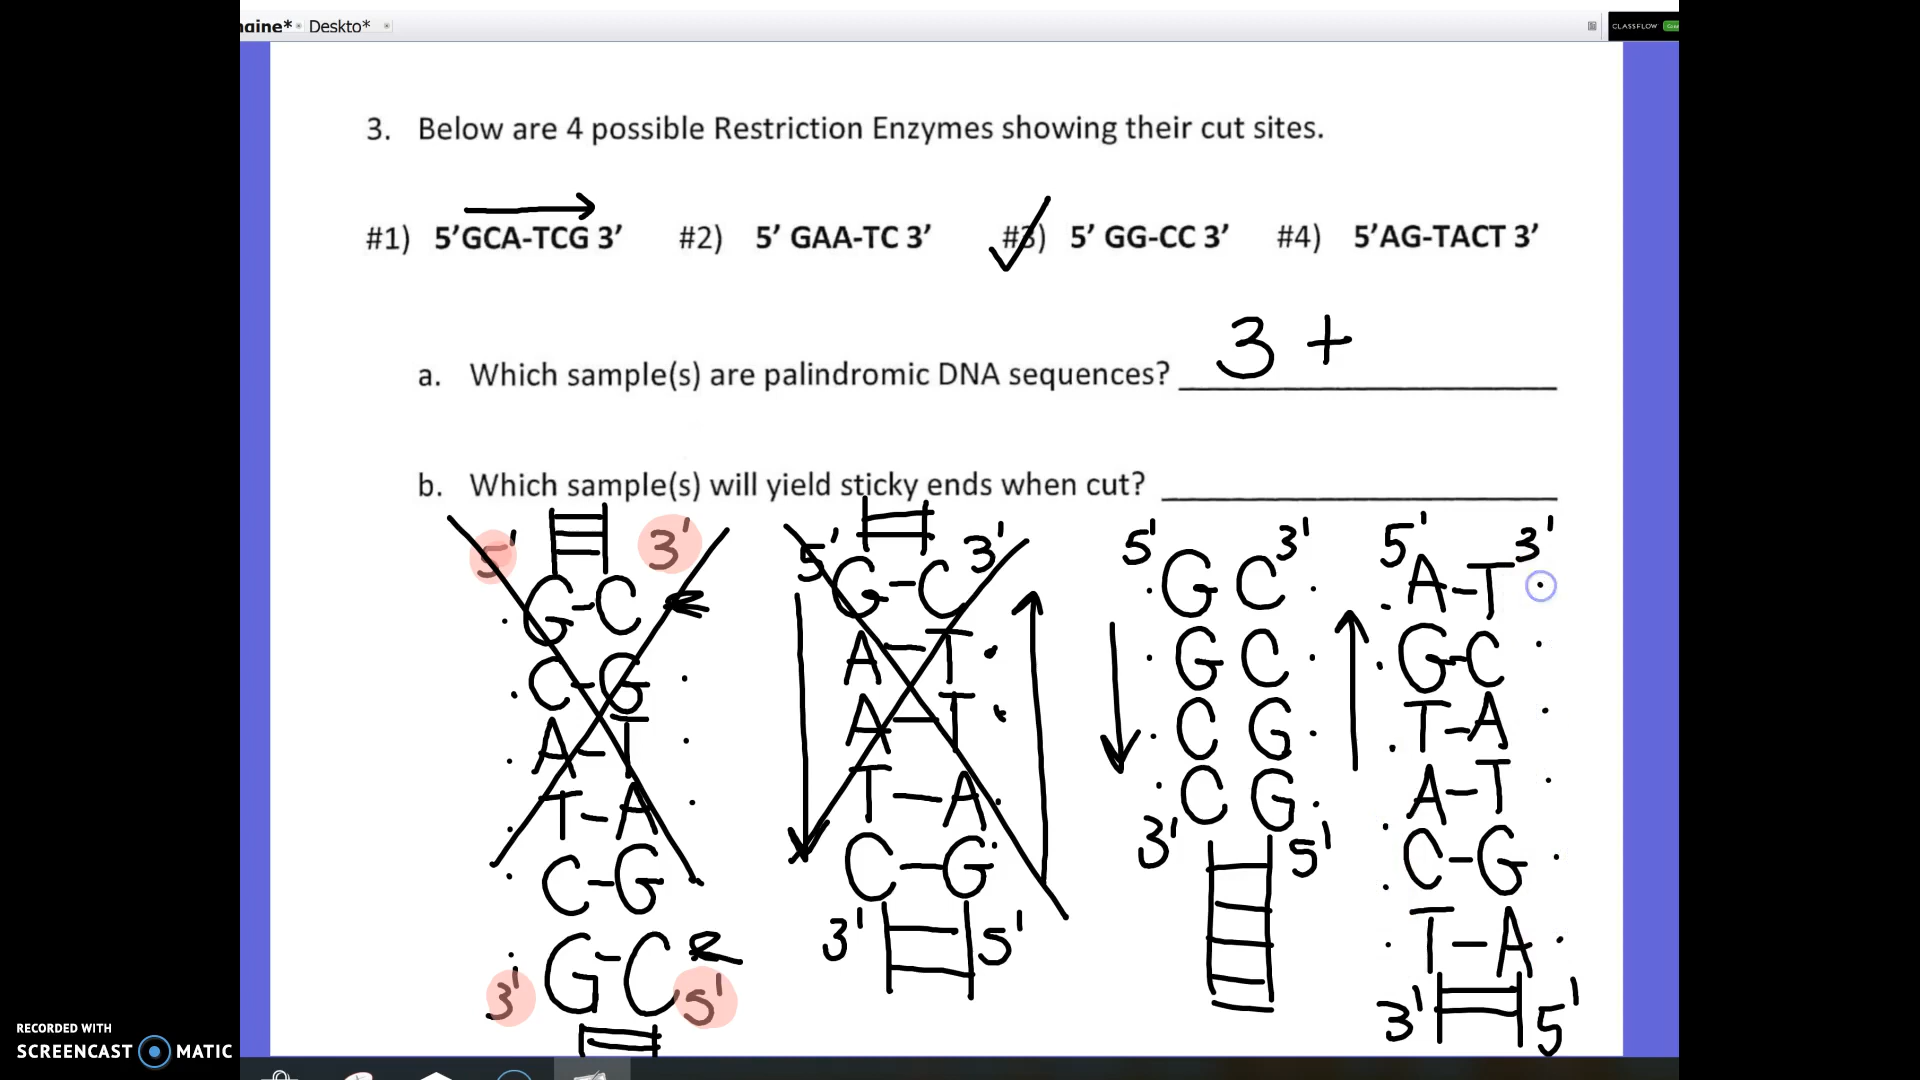 naine* Deskto*
CLASSFLOW
3. Below are 4 possible Restriction Enzymes showing their cut sites.
#1) 5'GCA-TCG 3' #2) 5' GAA-TC 3' #3) 5' GG-CC 3' #4) 5'AG-TACT 3'
3 +
a. Which sample(s) are palindromic DNA sequences?
b. Which sample(s) will yield sticky ends when cut?
5' 3' 5' 3' 5' 3' 5' 3'
G-C G-C G C A-T
C-G A-T G C G-C
A-T A-T C G T-A
T-A T-A C G A-T
C-G C-G 3' 5' C-G
G-C 3' 5' T-A
3' 5' 3' 5'
RECORDED WITH
SCREENCAST MATIC